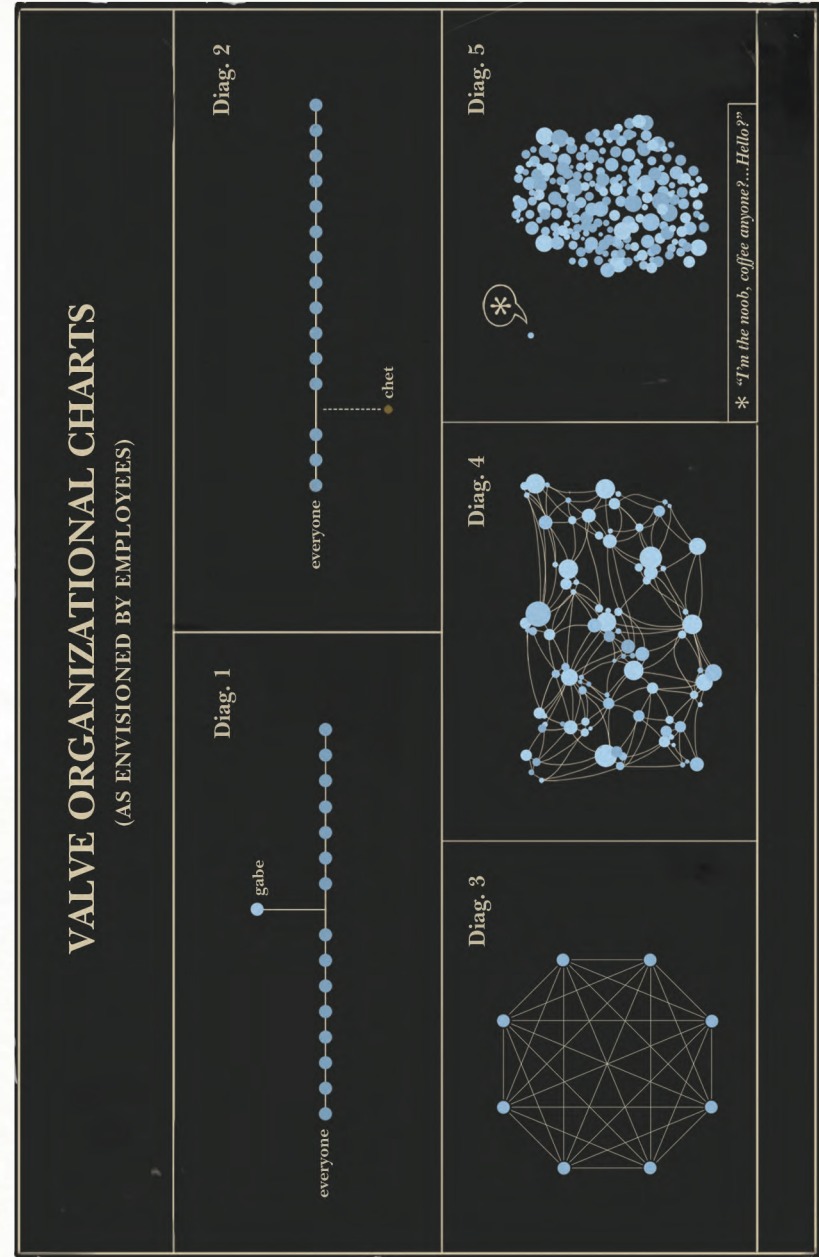 VALVE ORGANIZATIONAL CHARTS
(AS ENVISIONED BY EMPLOYEES)
Diag. 1
gabe
everyone
Diag. 2
everyone
chet
Diag. 3
Diag. 4
Diag. 5
*
* “I’m the noob, coffee anyone?...Hello?”